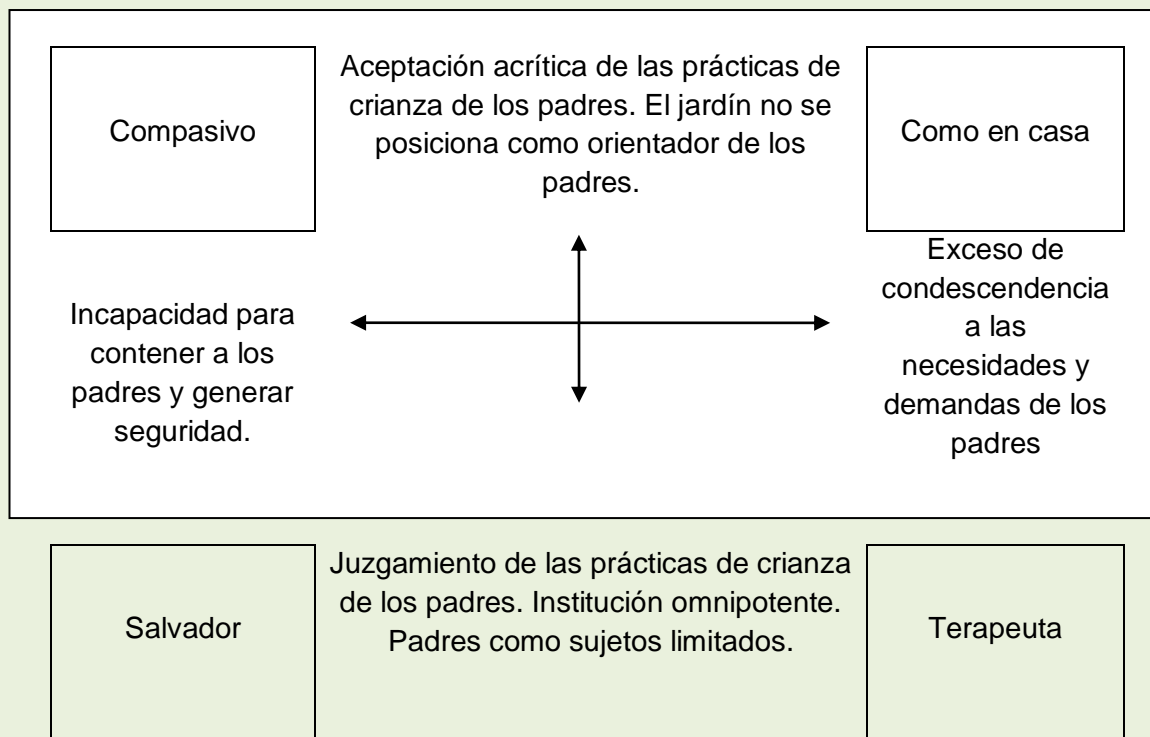 Compasivo
Aceptación acrítica de las prácticas de
crianza de los padres. El jardín no se
posiciona como orientador de los
padres.
Como en casa
Incapacidad para
contener a los
padres y generar
seguridad.
Exceso de
condescendencia
a las
necesidades y
demandas de los
padres
Salvador
Juzgamiento de las prácticas de crianza
de los padres. Institución omnipotente.
Padres como sujetos limitados.
Terapeuta